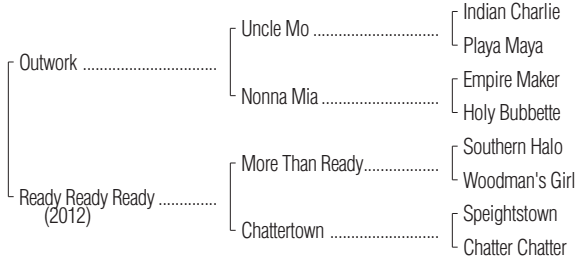 Indian Charlie
Uncle Mo ..............................
Playa Maya
Outwork ................................
Empire Maker
Nonna Mia ............................
Holy Bubbette
Southern Halo
More Than Ready..................
Woodman's Girl
Ready Ready Ready ..............
(2012)
Speightstown
Chattertown ..........................
Chatter Chatter